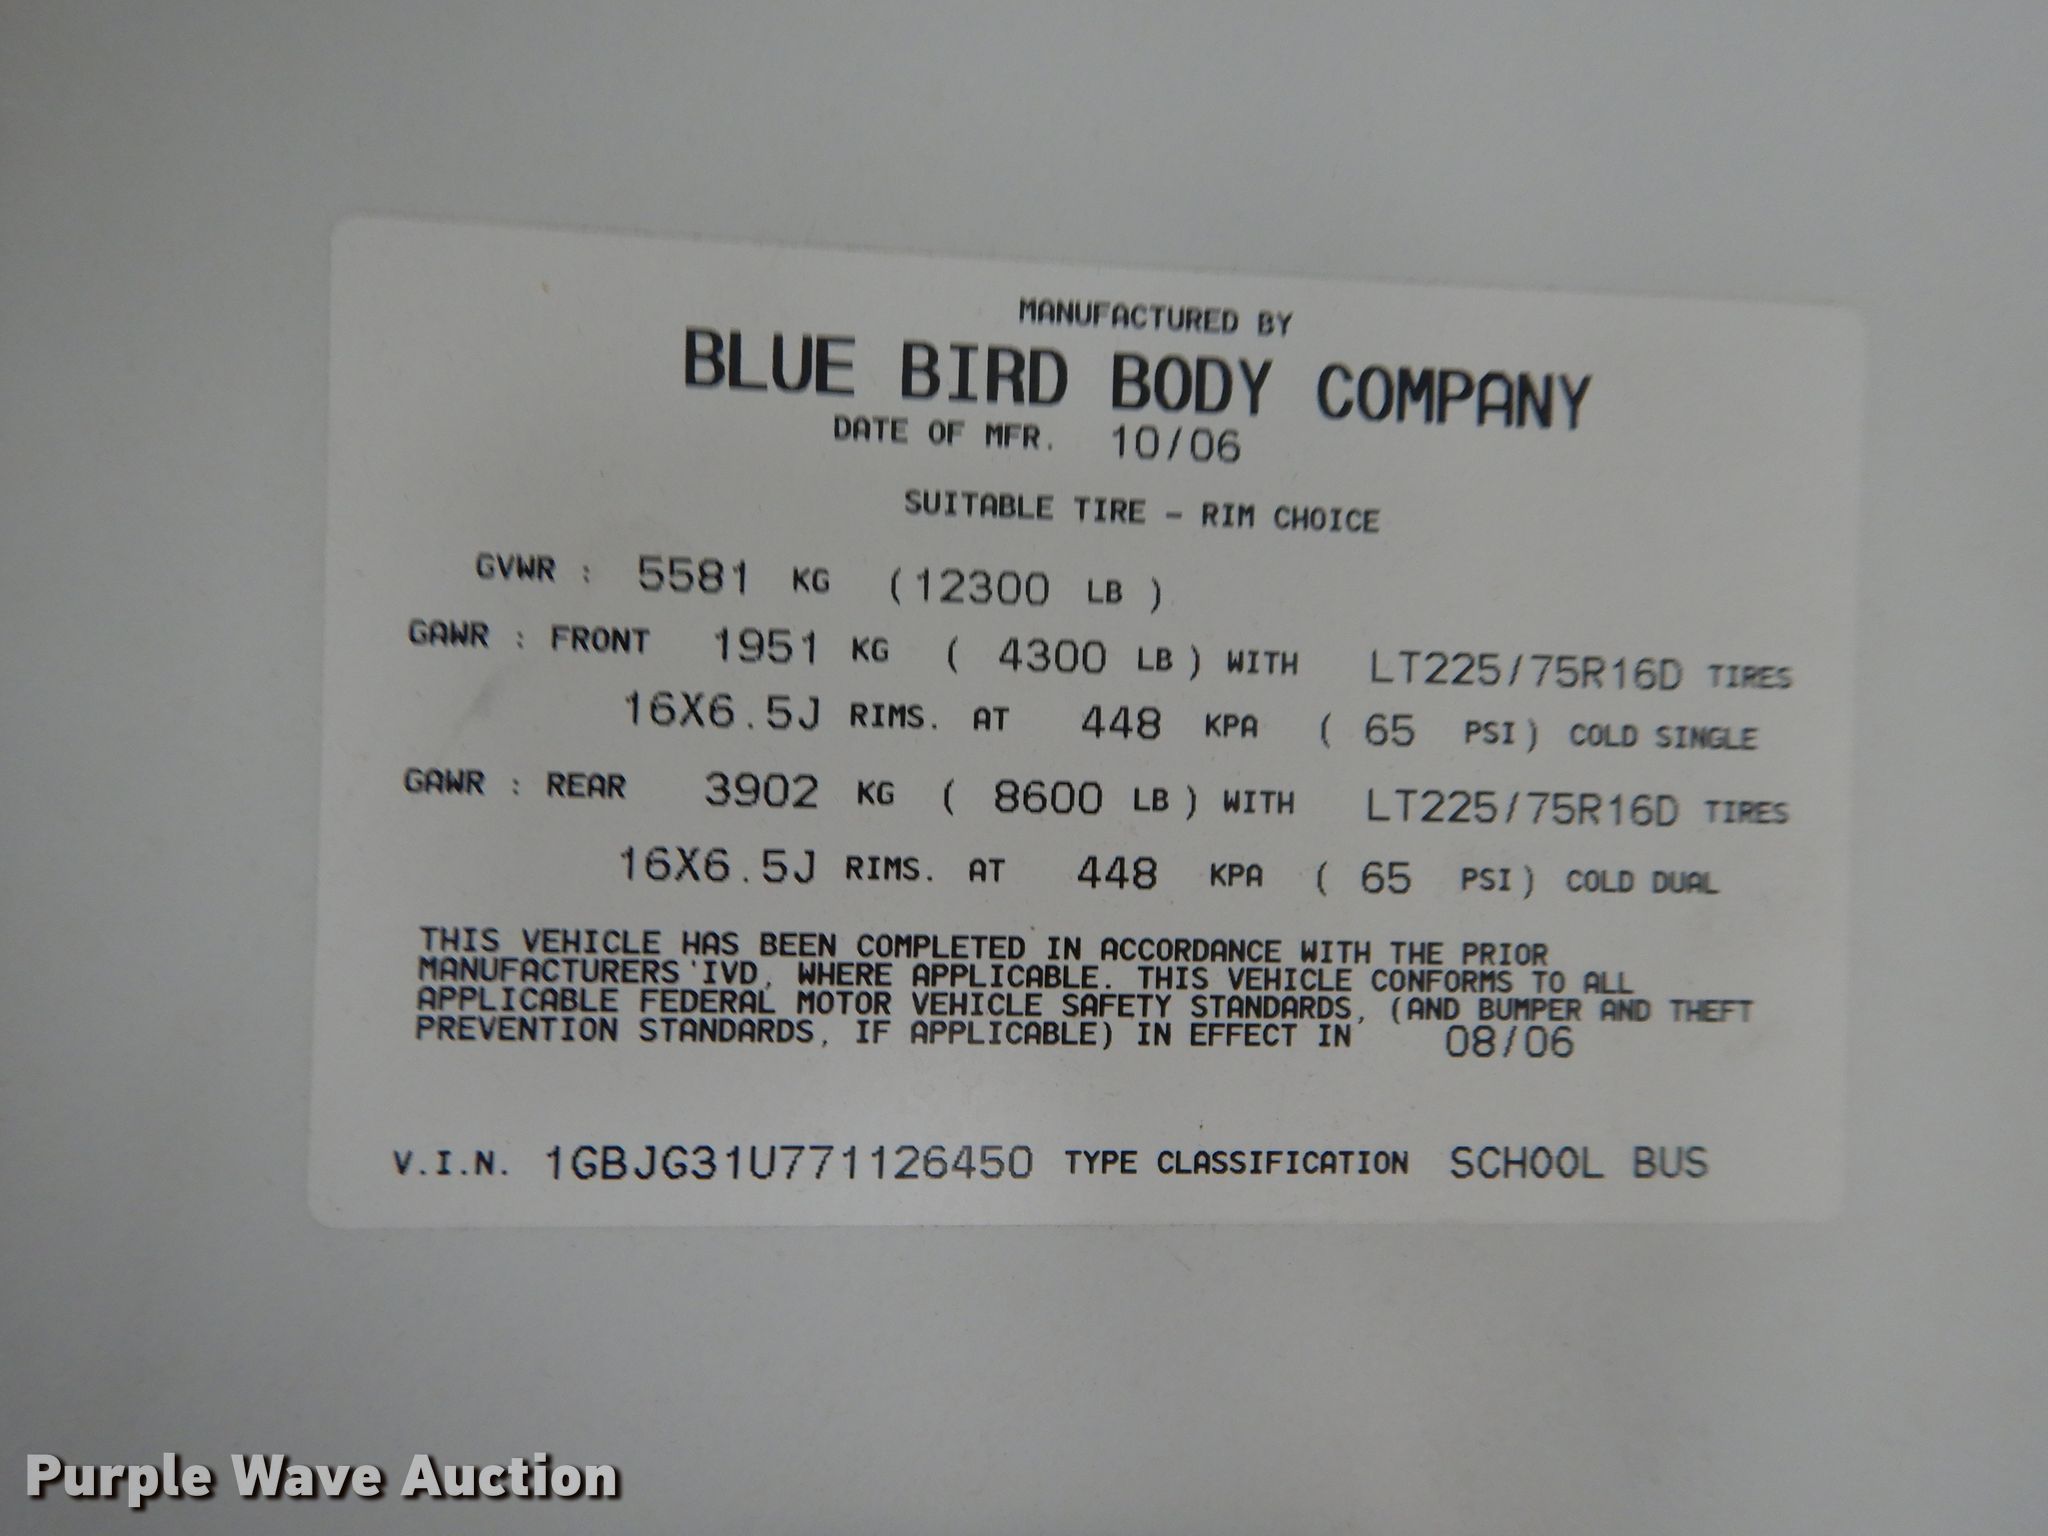 MANUFACTURED BY
BLUE BIRD BODY COMPANY
DATE OF MFR. 10/06
SUITABLE TIRE - RIM CHOICE
GVWR : 5581 KG (12300 LB )
GAWR : FRONT 1951 KG ( 4300 LB ) WITH LT225/75R16D TIRES
16X6.5J RIMS. AT 448 KPA ( 65 PSI) COLD SINGLE
GAWR : REAR 3902 KG ( 8600 LB ) WITH LT225/75R16D TIRES
16X6.5J RIMS. AT 448 KPA ( 65 PSI) COLD DUAL
THIS VEHICLE HAS BEEN COMPLETED IN ACCORDANCE WITH THE PRIOR
MANUFACTURERS'IVD, WHERE APPLICABLE. THIS VEHICLE CONFORMS TO ALL
APPLICABLE FEDERAL MOTOR VEHICLE SAFETY STANDARDS, (AND BUMPER AND THEFT
PREVENTION STANDARDS, IF APPLICABLE) IN EFFECT IN 08/06
V.I.N. 1GBJG31U771126450 TYPE CLASSIFICATION SCHOOL BUS
Purple Wave Auction